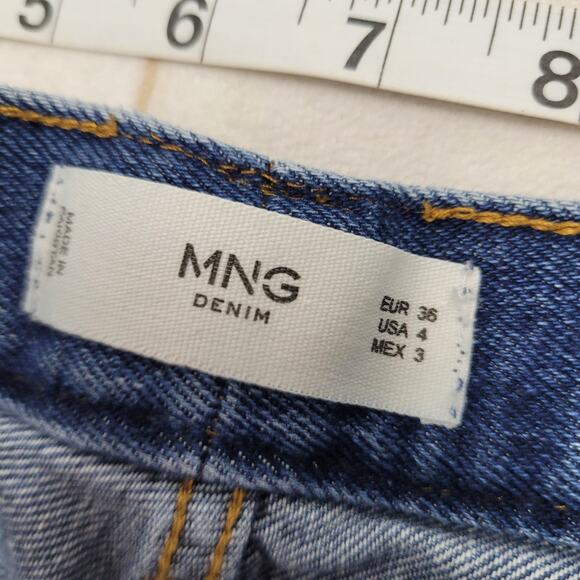 5 6 7 8
MADE IN
PAKISTAN
MNG
DENIM
EUR 36
USA 4
MEX 3